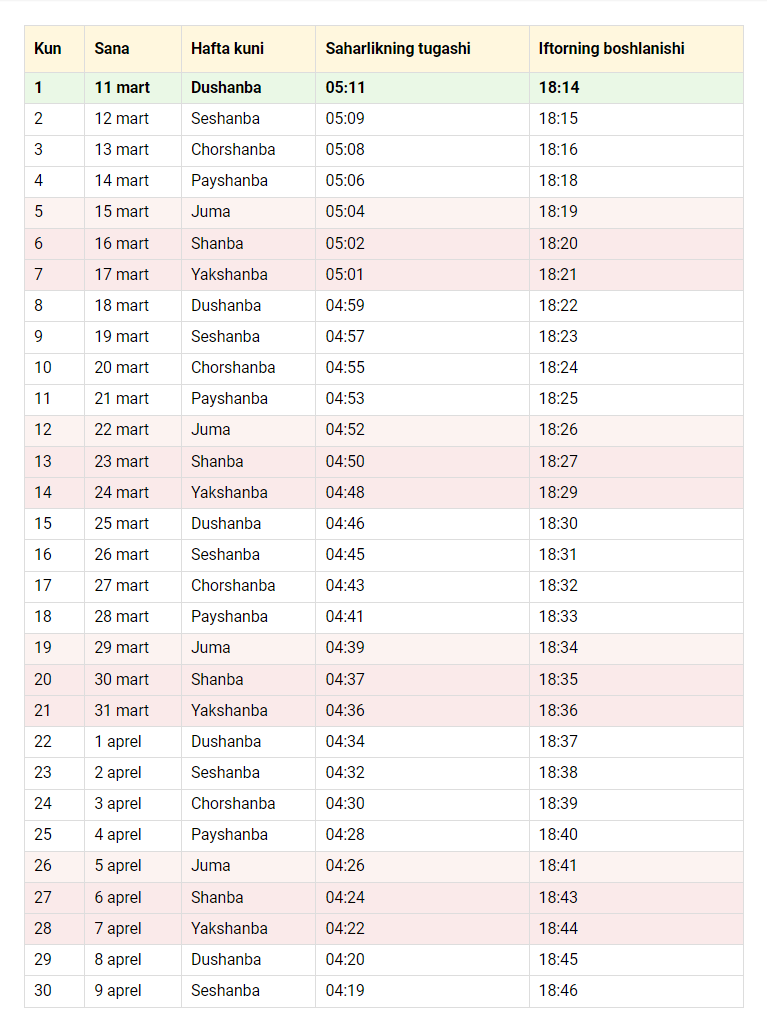 Kun Sana Hafta kuni Saharlikning tugashi Iftorning boshlanishi
1 11 mart Dushanba 05:11 18:14
2 12 mart Seshanba 05:09 18:15
3 13 mart Chorshanba 05:08 18:16
4 14 mart Payshanba 05:06 18:18
5 15 mart Juma 05:04 18:19
6 16 mart Shanba 05:02 18:20
7 17 mart Yakshanba 05:01 18:21
8 18 mart Dushanba 04:59 18:22
9 19 mart Seshanba 04:57 18:23
10 20 mart Chorshanba 04:55 18:24
11 21 mart Payshanba 04:53 18:25
12 22 mart Juma 04:52 18:26
13 23 mart Shanba 04:50 18:27
14 24 mart Yakshanba 04:48 18:29
15 25 mart Dushanba 04:46 18:30
16 26 mart Seshanba 04:45 18:31
17 27 mart Chorshanba 04:43 18:32
18 28 mart Payshanba 04:41 18:33
19 29 mart Juma 04:39 18:34
20 30 mart Shanba 04:37 18:35
21 31 mart Yakshanba 04:36 18:36
22 1 aprel Dushanba 04:34 18:37
23 2 aprel Seshanba 04:32 18:38
24 3 aprel Chorshanba 04:30 18:39
25 4 aprel Payshanba 04:28 18:40
26 5 aprel Juma 04:26 18:41
27 6 aprel Shanba 04:24 18:43
28 7 aprel Yakshanba 04:22 18:44
29 8 aprel Dushanba 04:20 18:45
30 9 aprel Seshanba 04:19 18:46